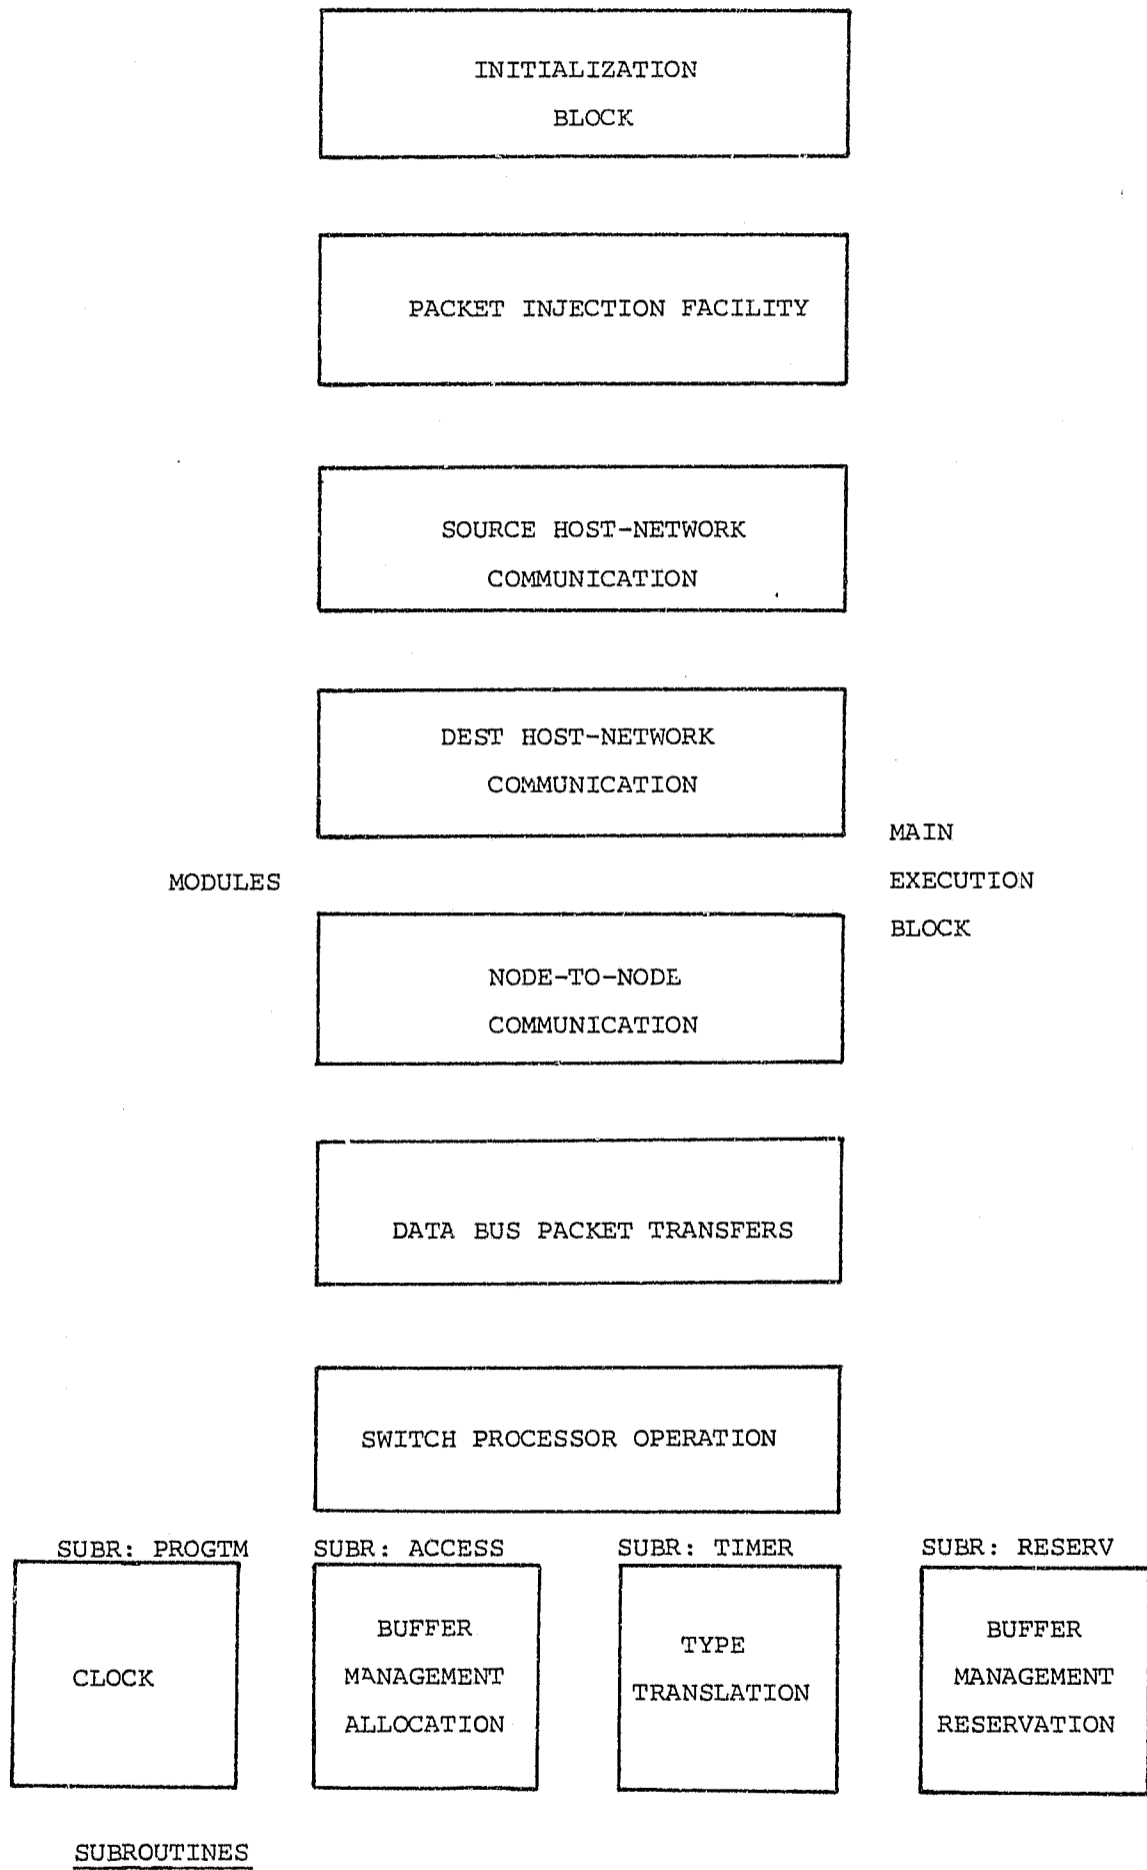 INITIALIZATION
BLOCK
PACKET INJECTION FACILITY
SOURCE HOST-NETWORK
COMMUNICATION
DEST HOST-NETWORK
COMMUNICATION
MODULES
MAIN
EXECUTION
BLOCK
NODE-TO-NODE
COMMUNICATION
DATA BUS PACKET TRANSFERS
SWITCH PROCESSOR OPERATION
SUBR: PROGTM
CLOCK
SUBR: ACCESS
BUFFER
MANAGEMENT
ALLOCATION
SUBR: TIMER
TYPE
TRANSLATION
SUBR: RESERV
BUFFER
MANAGEMENT
RESERVATION
SUBROUTINES